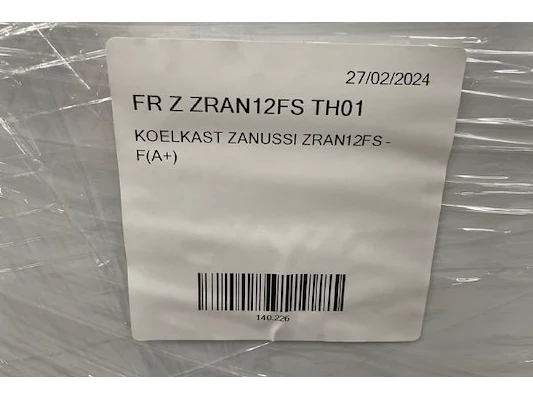 27/02/2024
FR Z ZRAN12FS TH01
KOELKAST ZANUSSI ZRAN12FS -
F(A+)
140.226